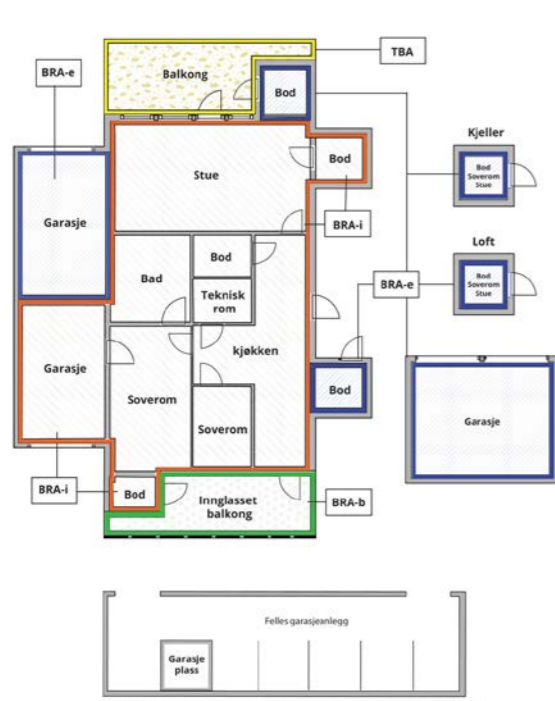 TBA
BRA-e
Balkong
Bod
Kjeller
Bod
Soverom
Stue
Stue
Bod
Garasje
BRA-i
Loft
Bod
Soverom
Stue
Bad
Bod
BRA-e
Teknisk
rom
kjøkken
Garasje
Soverom
Bod
Soverom
Garasje
BRA-i
Bod
Innglasset
balkong
BRA-b
Felles garasjeanlegg
Garasje
plass